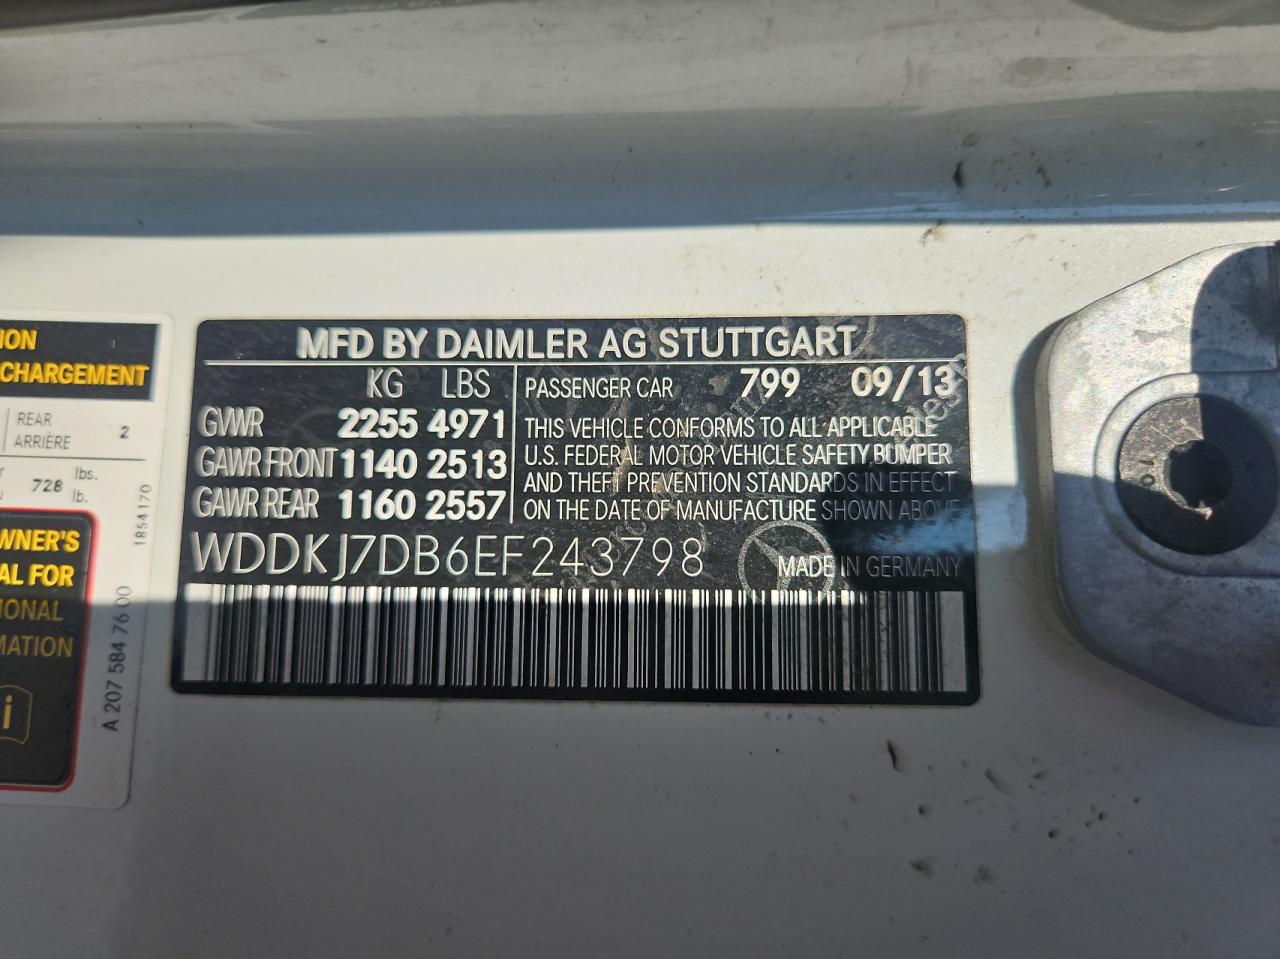 ION
CHARGEMENT
REAR
ARRIÈRE
2
728
lbs.
lb.
WNER'S
AL FOR
IONAL
MATION
i
1854170
A 207 584 76 00
MFD BY DAIMLER AG STUTTGART
KG LBS
GVWR 2255 4971
GAWR FRONT 1140 2513
GAWR REAR 1160 2557
PASSENGER CAR 799 09/13
THIS VEHICLE CONFORMS TO ALL APPLICABLE
U.S. FEDERAL MOTOR VEHICLE SAFETY, BUMPER
AND THEFT PREVENTION STANDARDS IN EFFECT
ON THE DATE OF MANUFACTURE SHOWN ABOVE
WDDKJ7DB6EF243798
MADE IN GERMANY